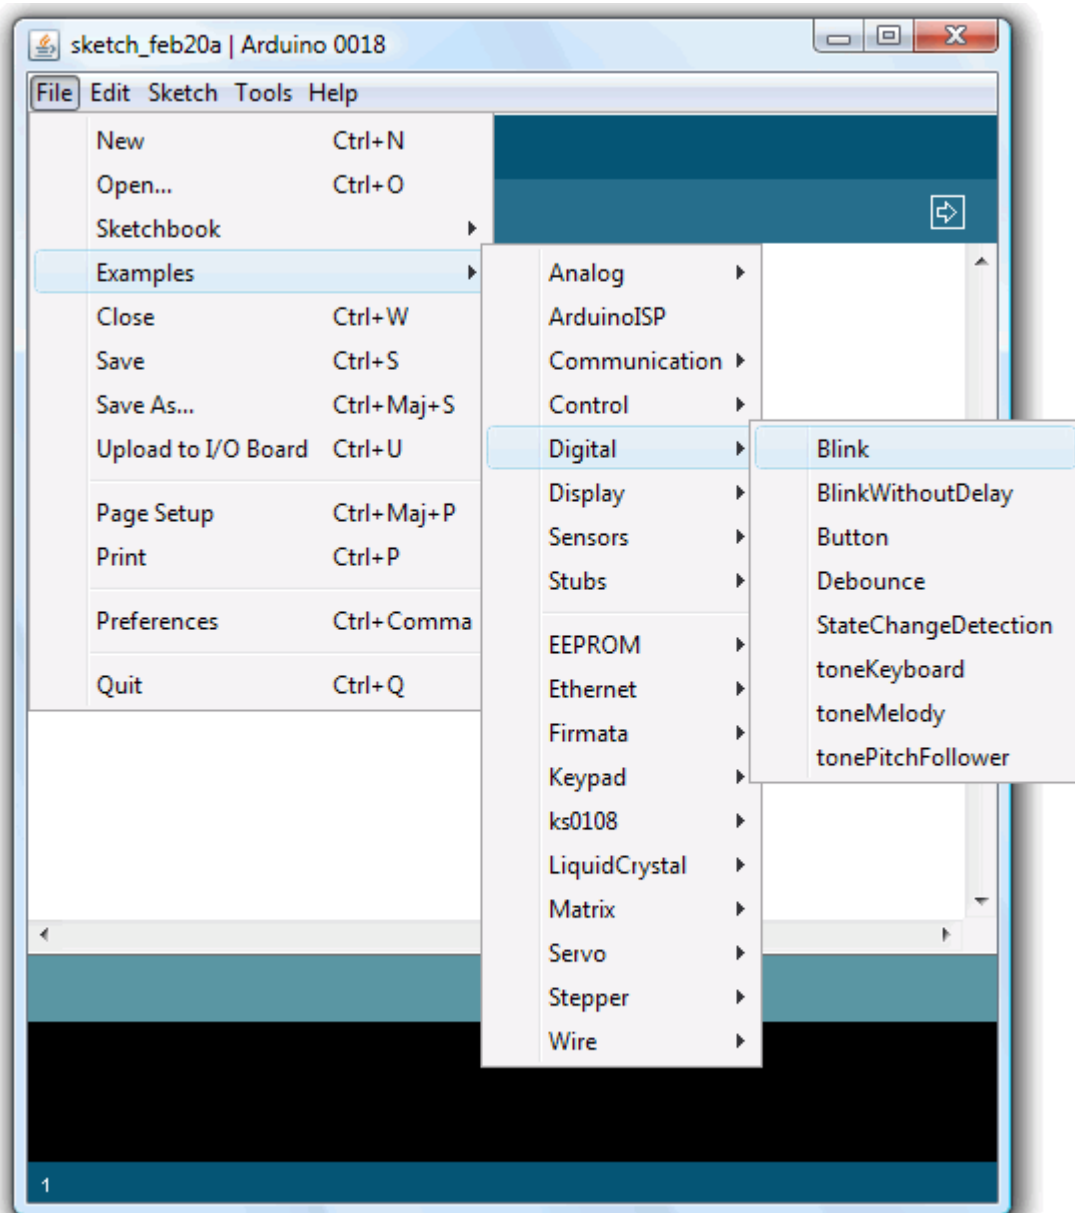 sketch_feb20a | Arduino 0018
File Edit Sketch Tools Help
New Ctrl+N
Open... Ctrl+O
Sketchbook
Examples
Close Ctrl+W
Save Ctrl+S
Save As... Ctrl+Maj+S
Upload to I/O Board Ctrl+U
Page Setup Ctrl+Maj+P
Print Ctrl+P
Preferences Ctrl+Comma
Quit Ctrl+Q
Analog
ArduinoISP
Communication
Control
Digital
Display
Sensors
Stubs
EEPROM
Ethernet
Firmata
Keypad
ks0108
LiquidCrystal
Matrix
Servo
Stepper
Wire
Blink
BlinkWithoutDelay
Button
Debounce
StateChangeDetection
toneKeyboard
toneMelody
tonePitchFollower
1